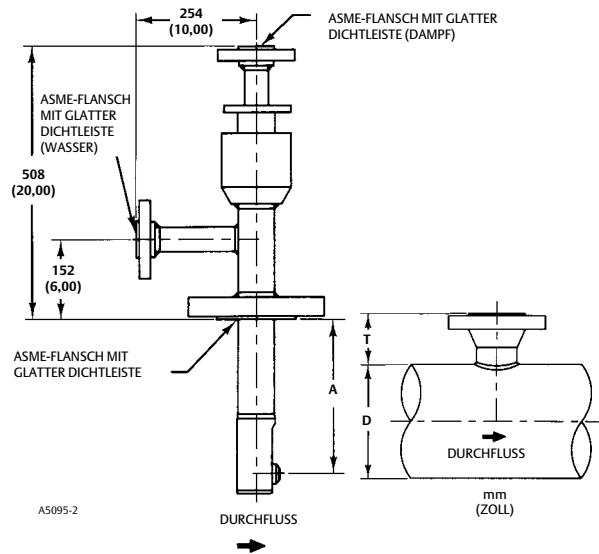 254
(10,00)
ASME-FLANSCH MIT GLATTER
DICHTLEISTE (DAMPF)
ASME-FLANSCH
MIT GLATTER
DICHTLEISTE
(WASSER)
508
(20,00)
152
(6,00)
ASME-FLANSCH MIT
GLATTER DICHTLEISTE
A
T
D
DURCHFLUSS
mm
(ZOLL)
A5095-2
DURCHFLUSS